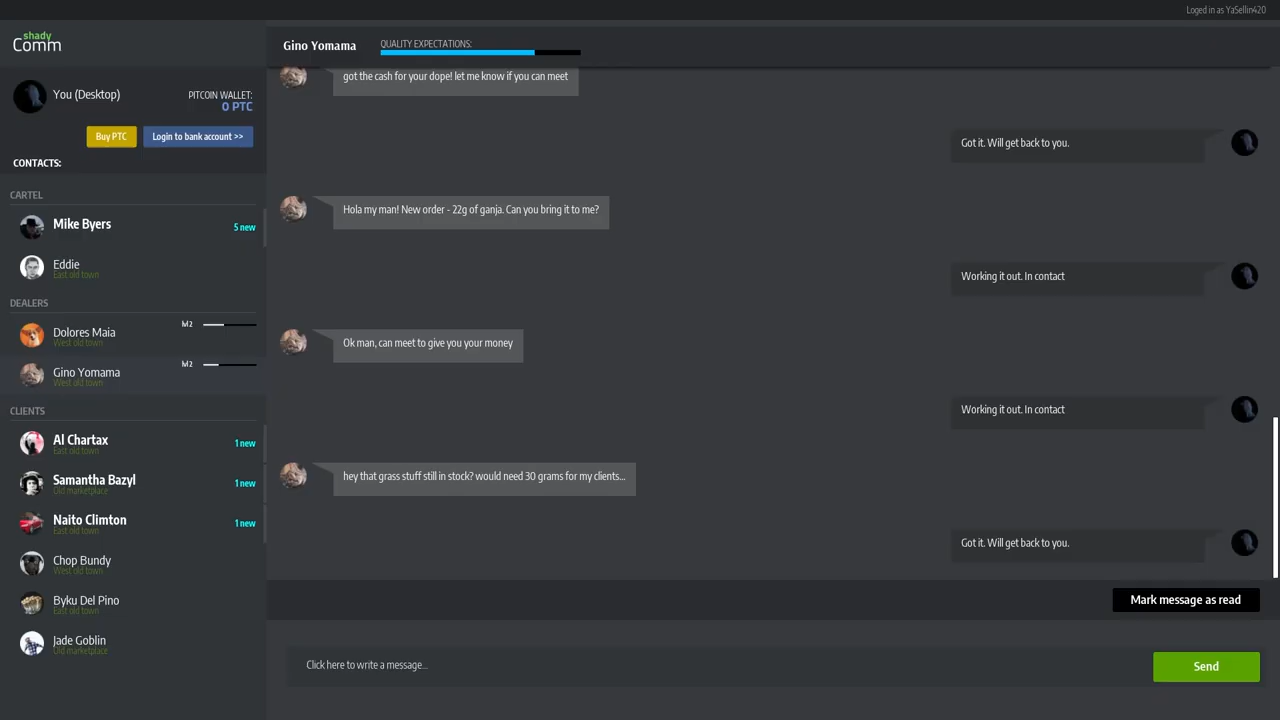 Loged in as YaSellin420
shady
Comm
You (Desktop)
PITCOIN WALLET:
0 PTC
Buy PTC
Login to bank account >>
CONTACTS:
CARTEL
Mike Byers
5 new
Eddie
East old town
DEALERS
Dolores Maia
West old town
lvl 2
Gino Yomama
West old town
lvl 2
CLIENTS
Al Chartax
East old town
1 new
Samantha Bazyl
Old marketplace
1 new
Naito Climton
East old town
1 new
Chop Bundy
West old town
Byku Del Pino
East old town
Jade Goblin
Old marketplace
Gino Yomama
QUALITY EXPECTATIONS:
got the cash for your dope! let me know if you can meet
Got it. Will get back to you.
Hola my man! New order - 22g of ganja. Can you bring it to me?
Working it out. In contact
Ok man, can meet to give you your money
Working it out. In contact
hey that grass stuff still in stock? would need 30 grams for my clients...
Got it. Will get back to you.
Mark message as read
Click here to write a message...
Send